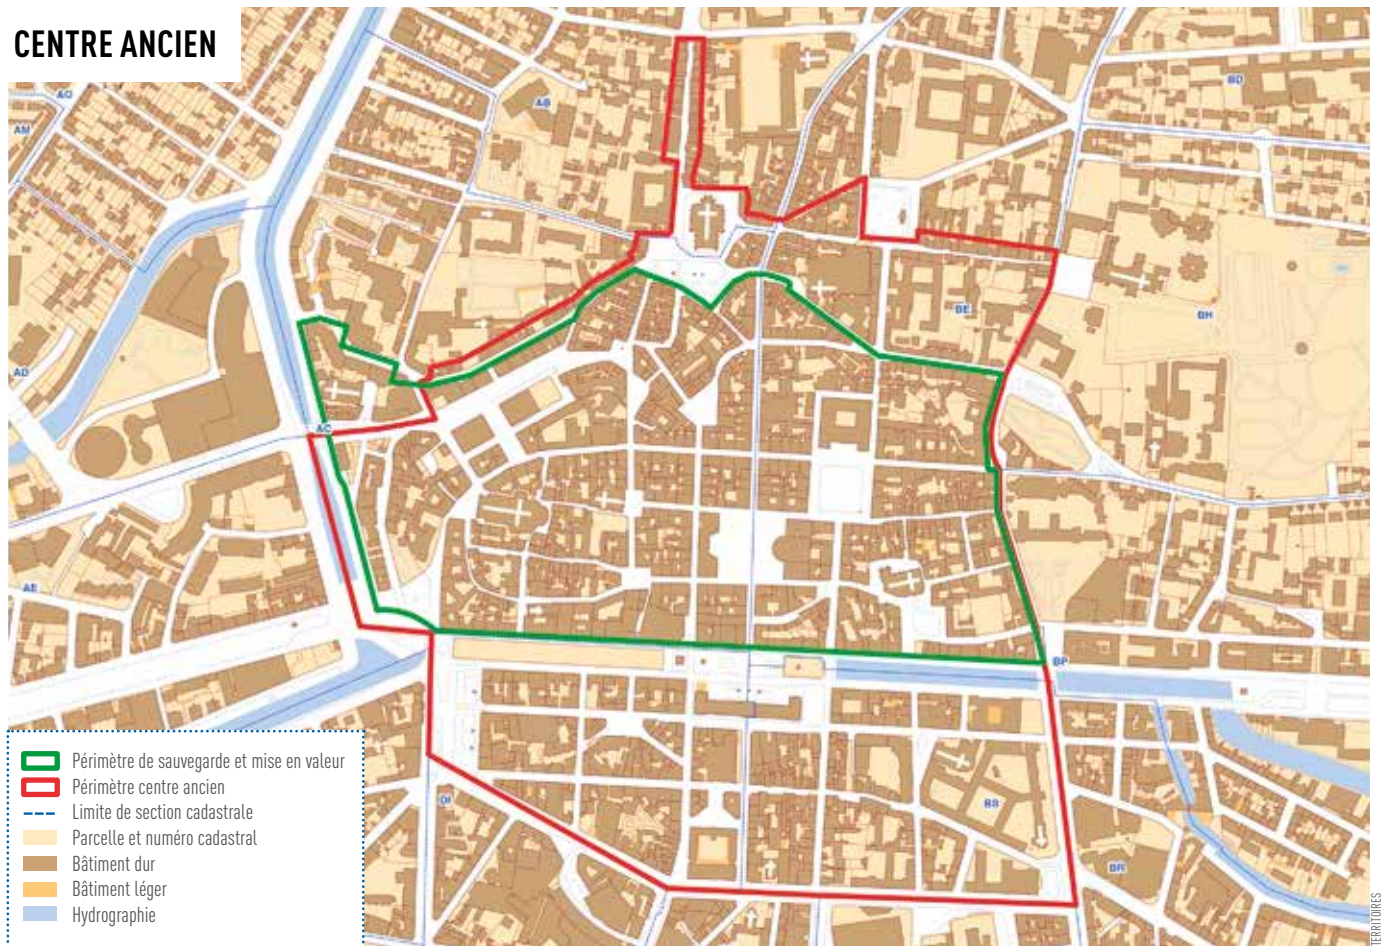 CENTRE ANCIEN
AO
AN
AB
BD
AD
BE
BH
AC
AE
BP
DI
BS
BR
Périmètre de sauvegarde et mise en valeur
Périmètre centre ancien
Limite de section cadastrale
Parcelle et numéro cadastral
Bâtiment dur
Bâtiment léger
Hydrographie
TERRITOIRES